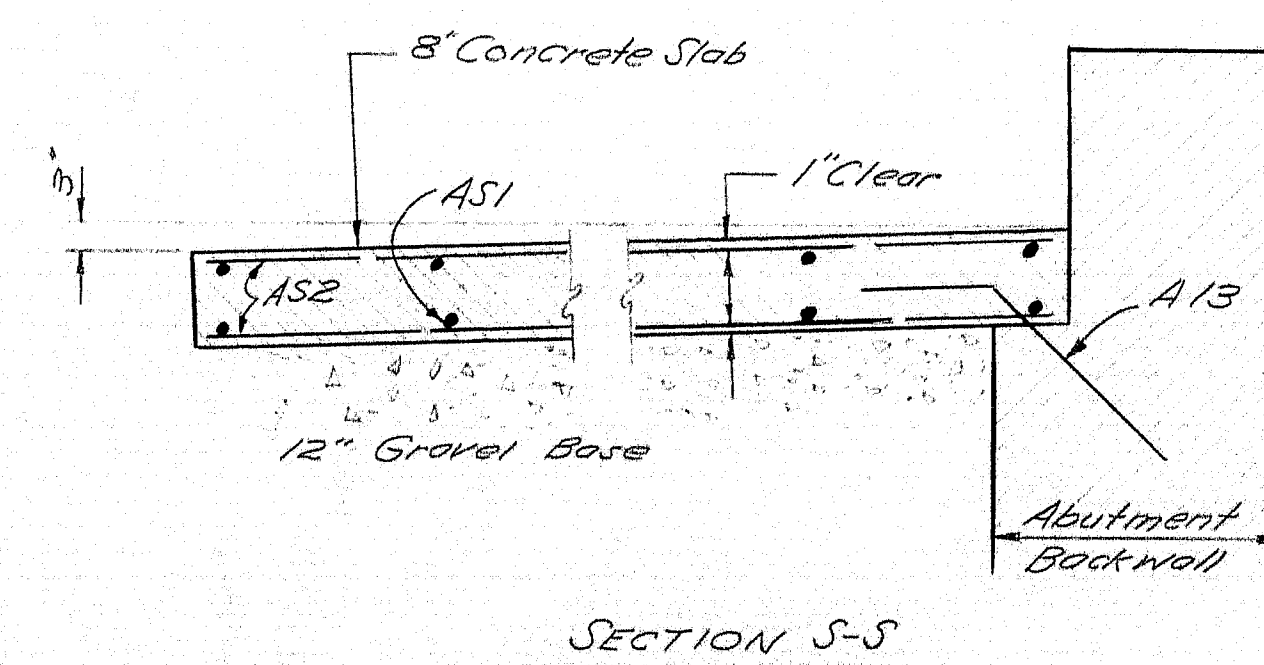 8" Concrete Slab
3"
1" Clear
AS1
AS2
A13
12" Gravel Base
Abutment
Backwall
SECTION S-S